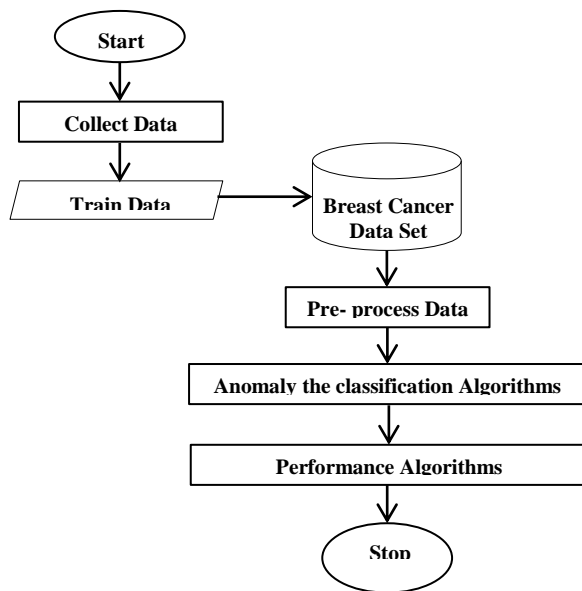 Start
Collect Data
Train Data
Breast Cancer
Data Set
Pre- process Data
Anomaly the classification Algorithms
Performance Algorithms
Stop